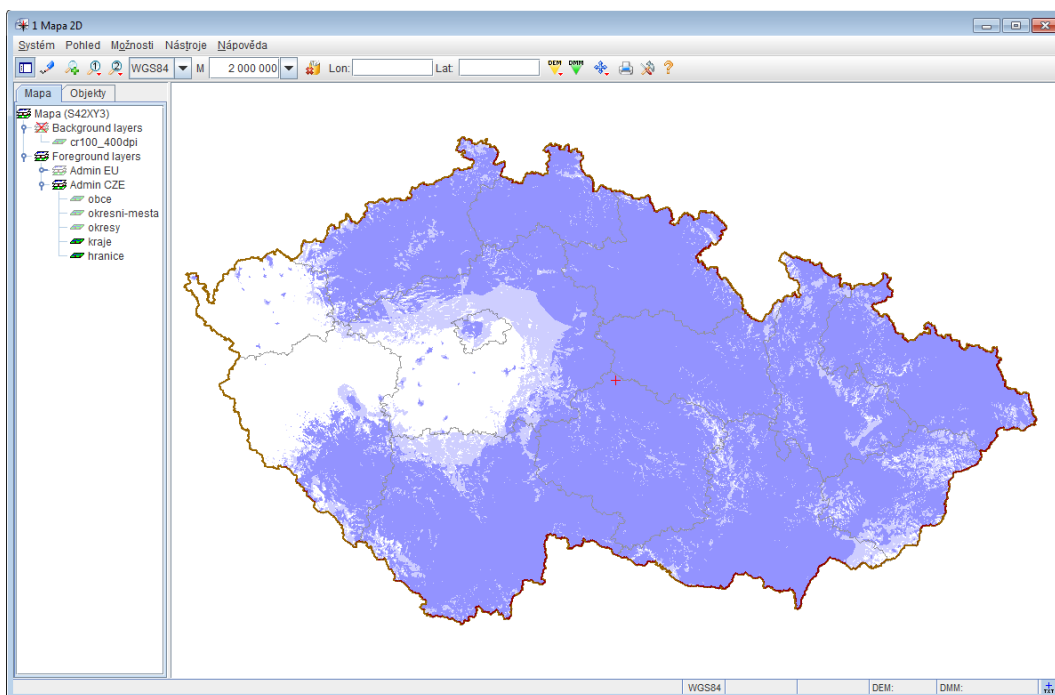 1 Mapa 2D
Systém Pohled Možnosti Nástroje Nápověda
WGS84 M 2 000 000 Lon: Lat: DEM DMM
Mapa Objekty
Mapa (S42XY3)
Background layers
cr100_400dpi
Foreground layers
Admin EU
Admin CZE
obce
okresni-mesta
okresy
kraje
hranice
WGS84 DEM: DMM: